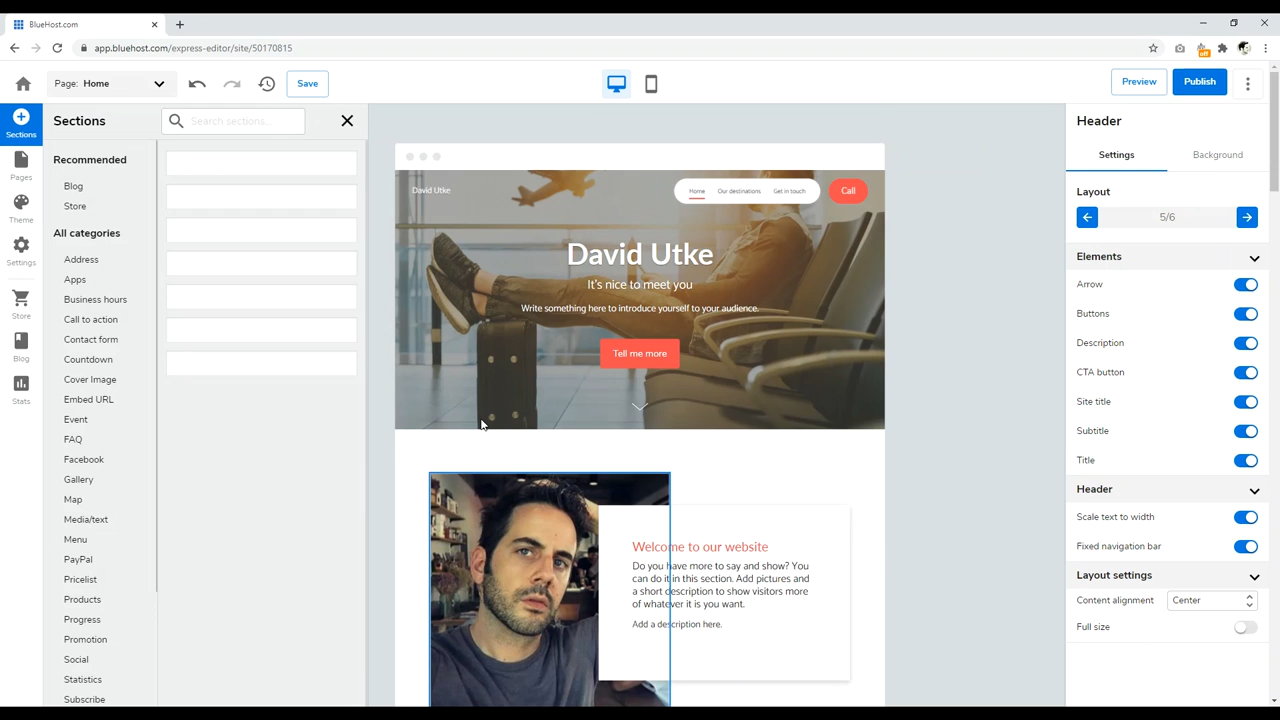 BlueHost.com
app.bluehost.com/express-editor/site/50170815
off
Page: Home
Save
Preview
Publish
Sections
Pages
Theme
Settings
Store
Blog
Stats
Sections
Search sections...
Recommended
Blog
Store
All categories
Address
Apps
Business hours
Call to action
Contact form
Countdown
Cover Image
Embed URL
Event
FAQ
Facebook
Gallery
Map
Media/text
Menu
PayPal
Pricelist
Products
Progress
Promotion
Social
Statistics
Subscribe
David Utke
Home Our destinations Get in touch
Call
David Utke
It's nice to meet you
Write something here to introduce yourself to your audience.
Tell me more
Welcome to our website
Do you have more to say and show? You
can do it in this section. Add pictures and
a short description to show visitors more
of whatever it is you want.
Add a description here.
Header
Settings Background
Layout
5/6
Elements
Arrow
Buttons
Description
CTA button
Site title
Subtitle
Title
Header
Scale text to width
Fixed navigation bar
Layout settings
Content alignment Center
Full size